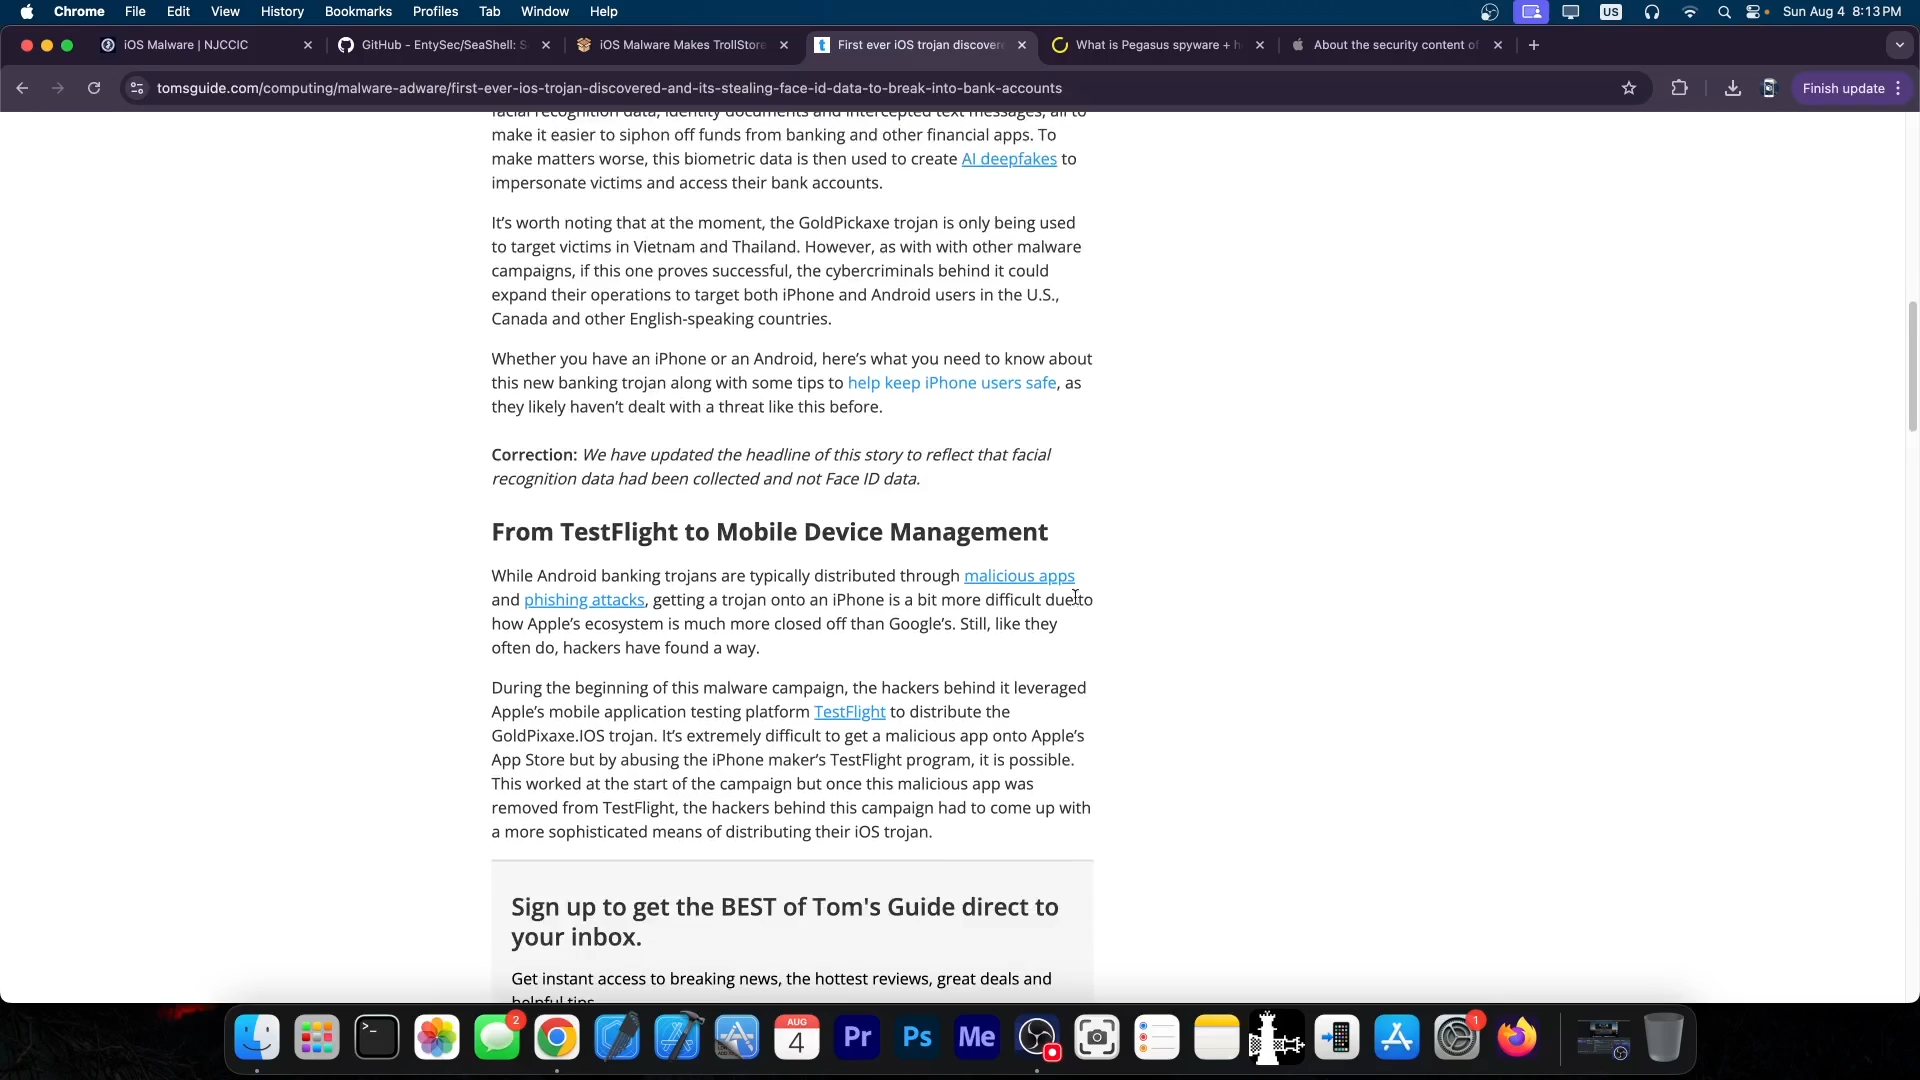 Chrome File Edit View History Bookmarks Profiles Tab Window Help US Sun Aug 4 8:13 PM
iOS Malware | NJCCIC
GitHub - EntySec/SeaShell: S
iOS Malware Makes TrollStore
First ever iOS trojan discover
What is Pegasus spyware + h
About the security content of
tomsguide.com/computing/malware-adware/first-ever-ios-trojan-discovered-and-its-stealing-face-id-data-to-break-into-bank-accounts
Finish update
facial recognition data, identity documents and intercepted text messages, all to
make it easier to siphon off funds from banking and other financial apps. To
make matters worse, this biometric data is then used to create AI deepfakes to
impersonate victims and access their bank accounts.
It's worth noting that at the moment, the GoldPickaxe trojan is only being used
to target victims in Vietnam and Thailand. However, as with with other malware
campaigns, if this one proves successful, the cybercriminals behind it could
expand their operations to target both iPhone and Android users in the U.S.,
Canada and other English-speaking countries.
Whether you have an iPhone or an Android, here's what you need to know about
this new banking trojan along with some tips to help keep iPhone users safe, as
they likely haven't dealt with a threat like this before.
Correction: We have updated the headline of this story to reflect that facial
recognition data had been collected and not Face ID data.
From TestFlight to Mobile Device Management
While Android banking trojans are typically distributed through malicious apps
and phishing attacks, getting a trojan onto an iPhone is a bit more difficult due to
how Apple's ecosystem is much more closed off than Google's. Still, like they
often do, hackers have found a way.
During the beginning of this malware campaign, the hackers behind it leveraged
Apple's mobile application testing platform TestFlight to distribute the
GoldPixaxe.IOS trojan. It's extremely difficult to get a malicious app onto Apple's
App Store but by abusing the iPhone maker's TestFlight program, it is possible.
This worked at the start of the campaign but once this malicious app was
removed from TestFlight, the hackers behind this campaign had to come up with
a more sophisticated means of distributing their iOS trojan.
Sign up to get the BEST of Tom's Guide direct to
your inbox.
Get instant access to breaking news, the hottest reviews, great deals and
helpful tips.
2
AUG
4
Pr
Ps
Me
1